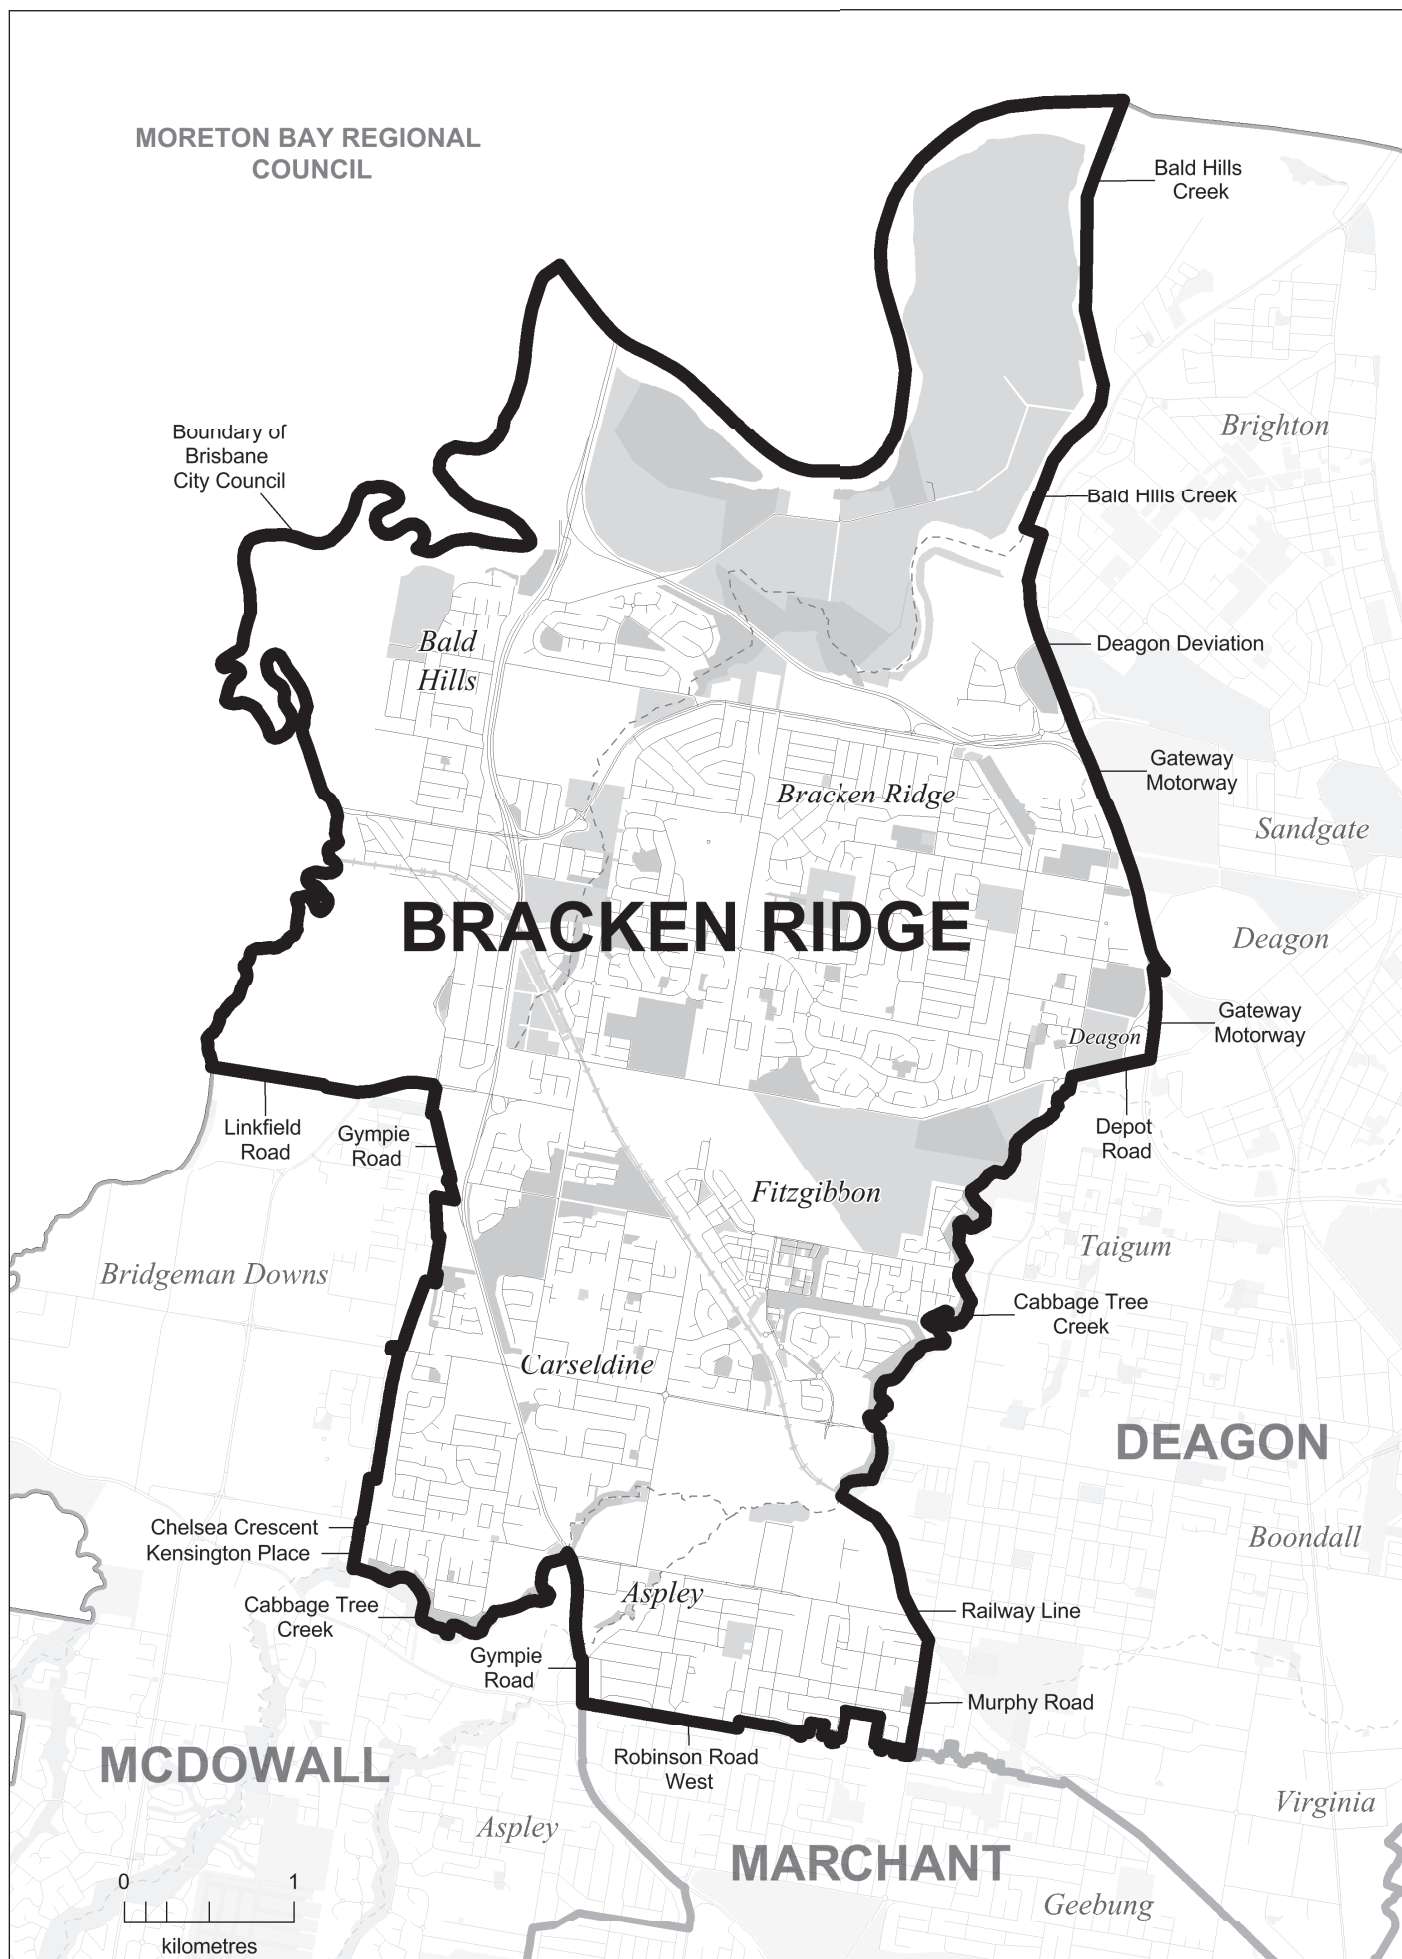 MORETON BAY REGIONAL
COUNCIL
Bald Hills
Creek
Brighton
Boundary of
Brisbane
City Council
Bald Hills Creek
Bald
Hills
Deagon Deviation
Gateway
Motorway
Bracken Ridge
Sandgate
BRACKEN RIDGE
Deagon
Gateway
Motorway
Deagon
Linkfield
Road
Gympie
Road
Depot
Road
Fitzgibbon
Taigum
Bridgeman Downs
Cabbage Tree
Creek
Carseldine
DEAGON
Chelsea Crescent
Kensington Place
Boondall
Aspley
Cabbage Tree
Creek
Railway Line
Gympie
Road
Murphy Road
Robinson Road
West
MCDOWALL
Virginia
Aspley
MARCHANT
Geebung
0 1
kilometres